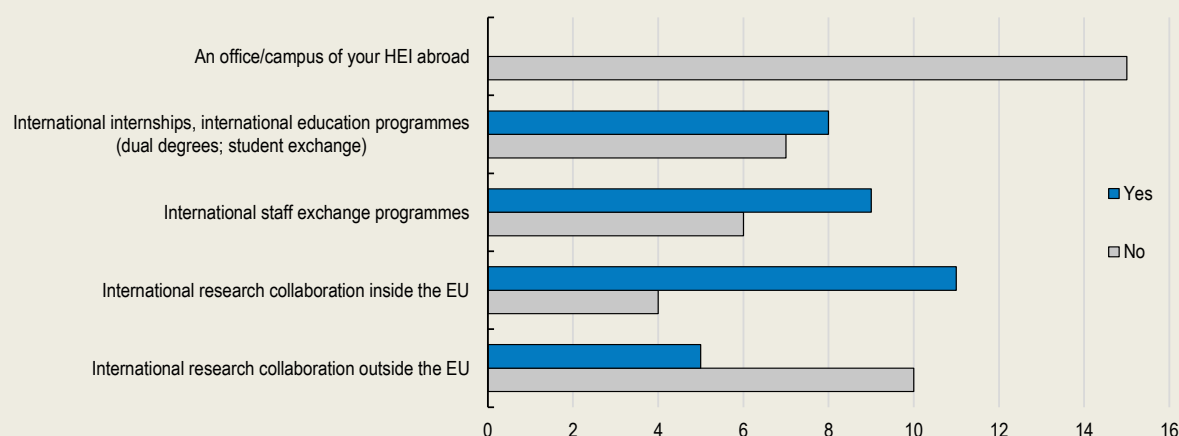 An office/campus of your HEI abroad
International internships, international education programmes
(dual degrees; student exchange)
International staff exchange programmes
International research collaboration inside the EU
International research collaboration outside the EU
Yes
No
0 2 4 6 8 10 12 14 16